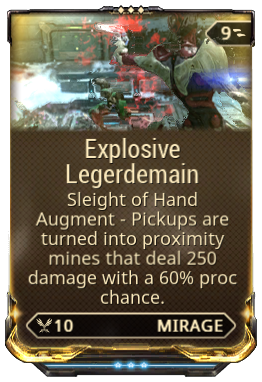 9
Explosive
Legerdemain
Sleight of Hand
Augment - Pickups are
turned into proximity
mines that deal 250
damage with a 60% proc
chance.
10 MIRAGE